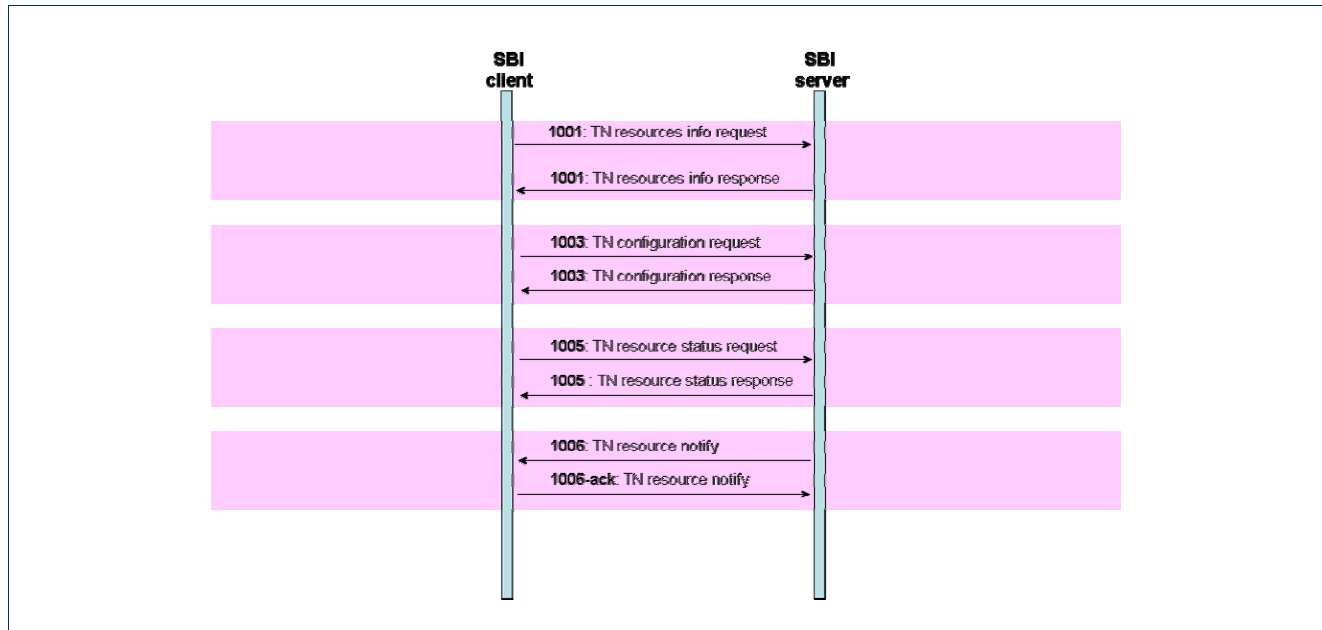 SBI
client
SBI
server
1001: TN resources info request
1001: TN resources info response
1003: TN configuration request
1003: TN configuration response
1005: TN resource status request
1005 : TN resource status response
1006: TN resource notify
1006-ack: TN resource notify